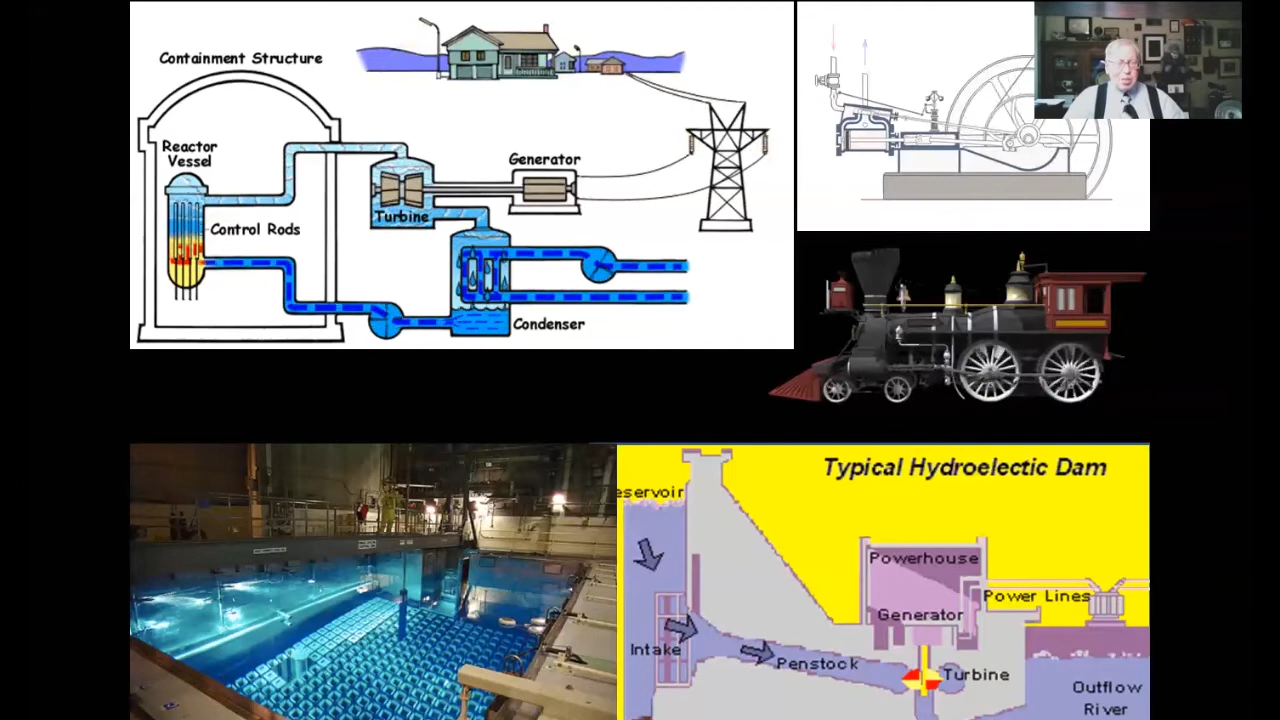 Containment Structure
Reactor
Vessel
Control Rods
Turbine
Generator
Condenser
Typical Hydroelectic Dam
eservoir
Powerhouse
Generator
Power Lines
Intake
Penstock
Turbine
Outflow
River